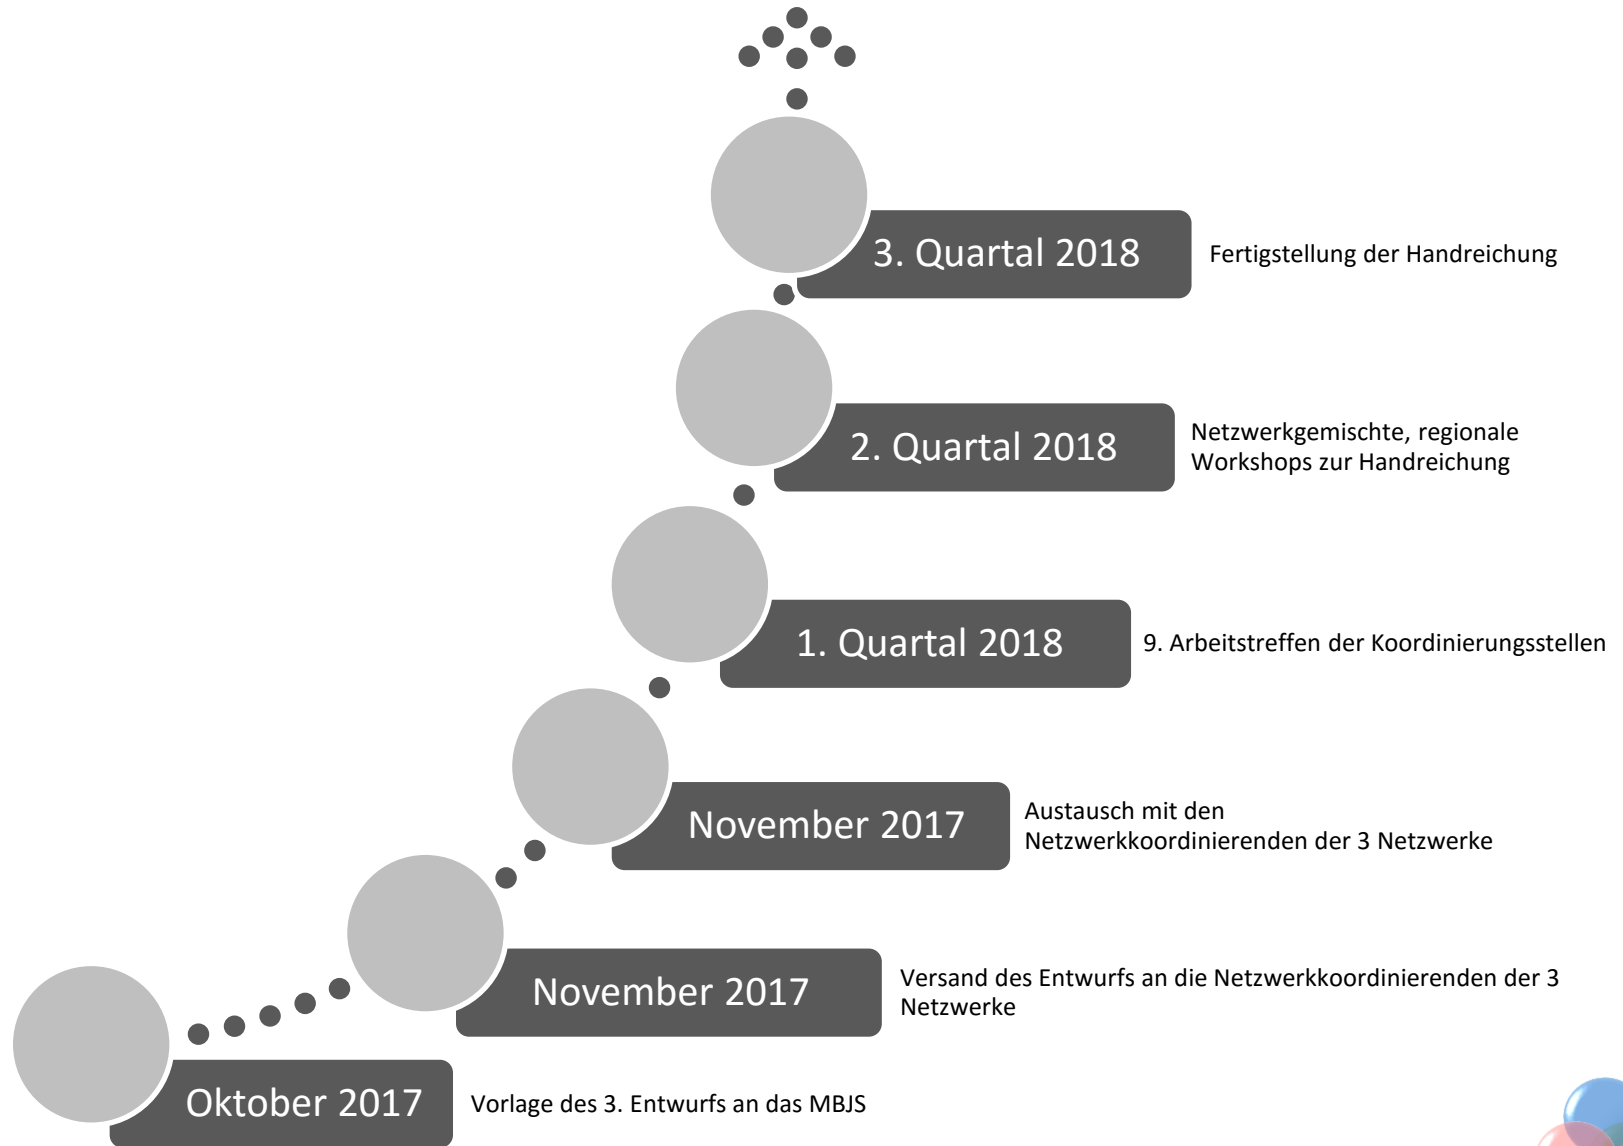 3. Quartal 2018
Fertigstellung der Handreichung
2. Quartal 2018
Netzwerkgemischte, regionale
Workshops zur Handreichung
1. Quartal 2018
9. Arbeitstreffen der Koordinierungsstellen
November 2017
Austausch mit den
Netzwerkkoordinierenden der 3 Netzwerke
November 2017
Versand des Entwurfs an die Netzwerkkoordinierenden der 3
Netzwerke
Oktober 2017
Vorlage des 3. Entwurfs an das MBJS